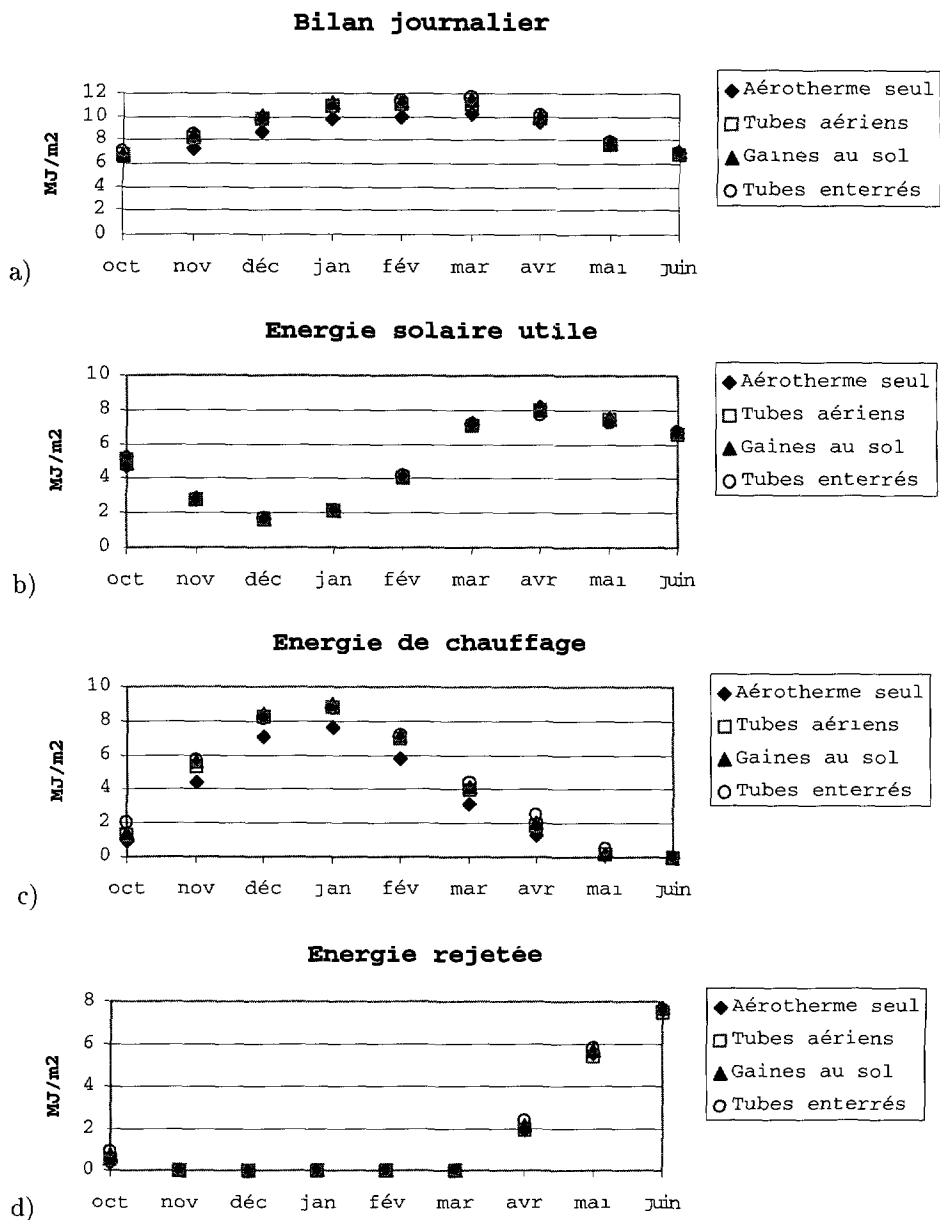 Bilan journalier
12
10
8
6
4
2
0
MJ/m2
oct nov déc jan fév mar avr mai juin
Aérotherme seul
Tubes aériens
Gaines au sol
Tubes enterrés
a)
Energie solaire utile
10
8
6
4
2
0
MJ/m2
oct nov déc jan fév mar avr mai juin
Aérotherme seul
Tubes aériens
Gaines au sol
Tubes enterrés
b)
Energie de chauffage
10
8
6
4
2
0
MJ/m2
oct nov déc jan fév mar avr mai juin
Aérotherme seul
Tubes aériens
Gaines au sol
Tubes enterrés
c)
Energie rejetée
8
6
4
2
0
MJ/m2
oct nov déc jan fév mar avr mai juin
Aérotherme seul
Tubes aériens
Gaines au sol
Tubes enterrés
d)